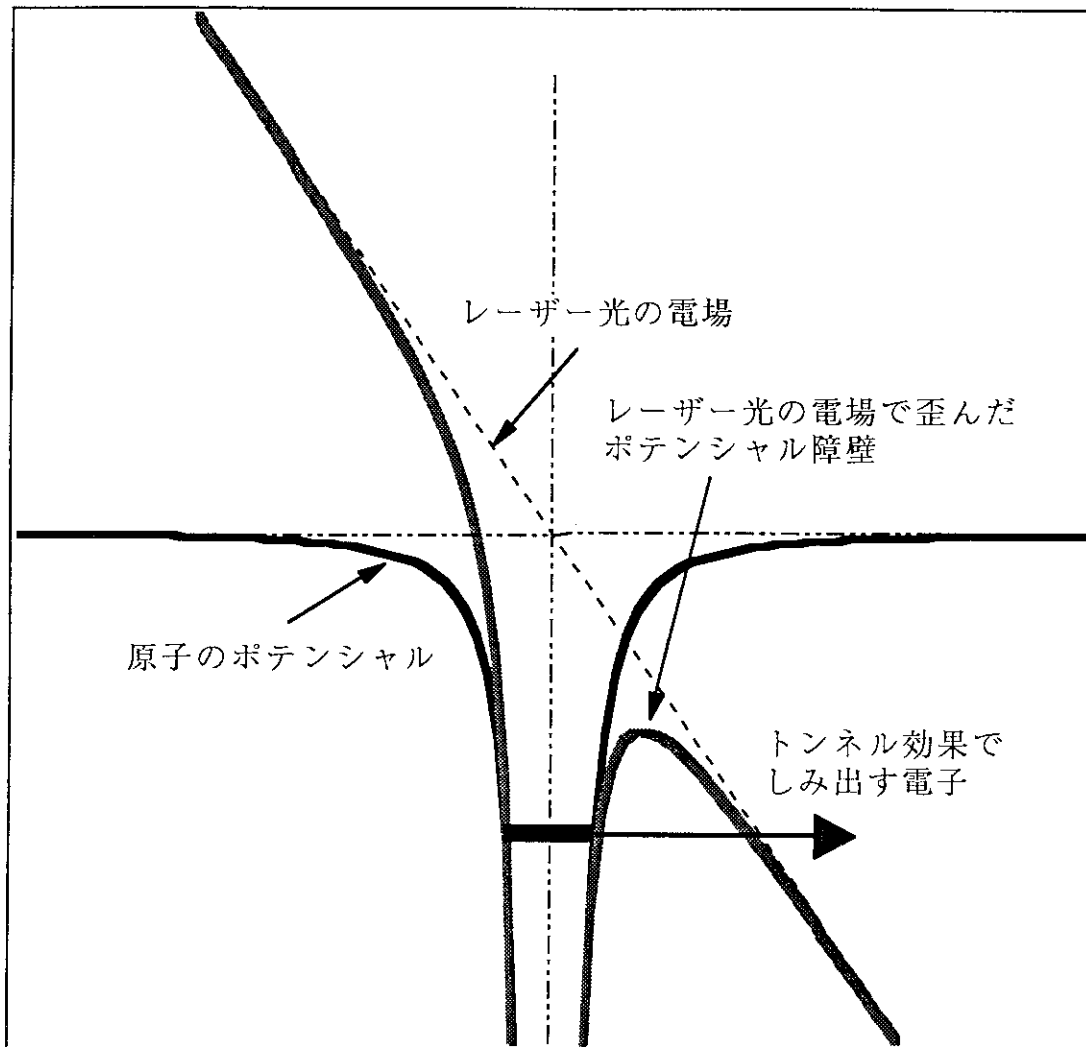 レーザー光の電場
レーザー光の電場で歪んだ
ポテンシャル障壁
原子のポテンシャル
トンネル効果で
しみ出す電子